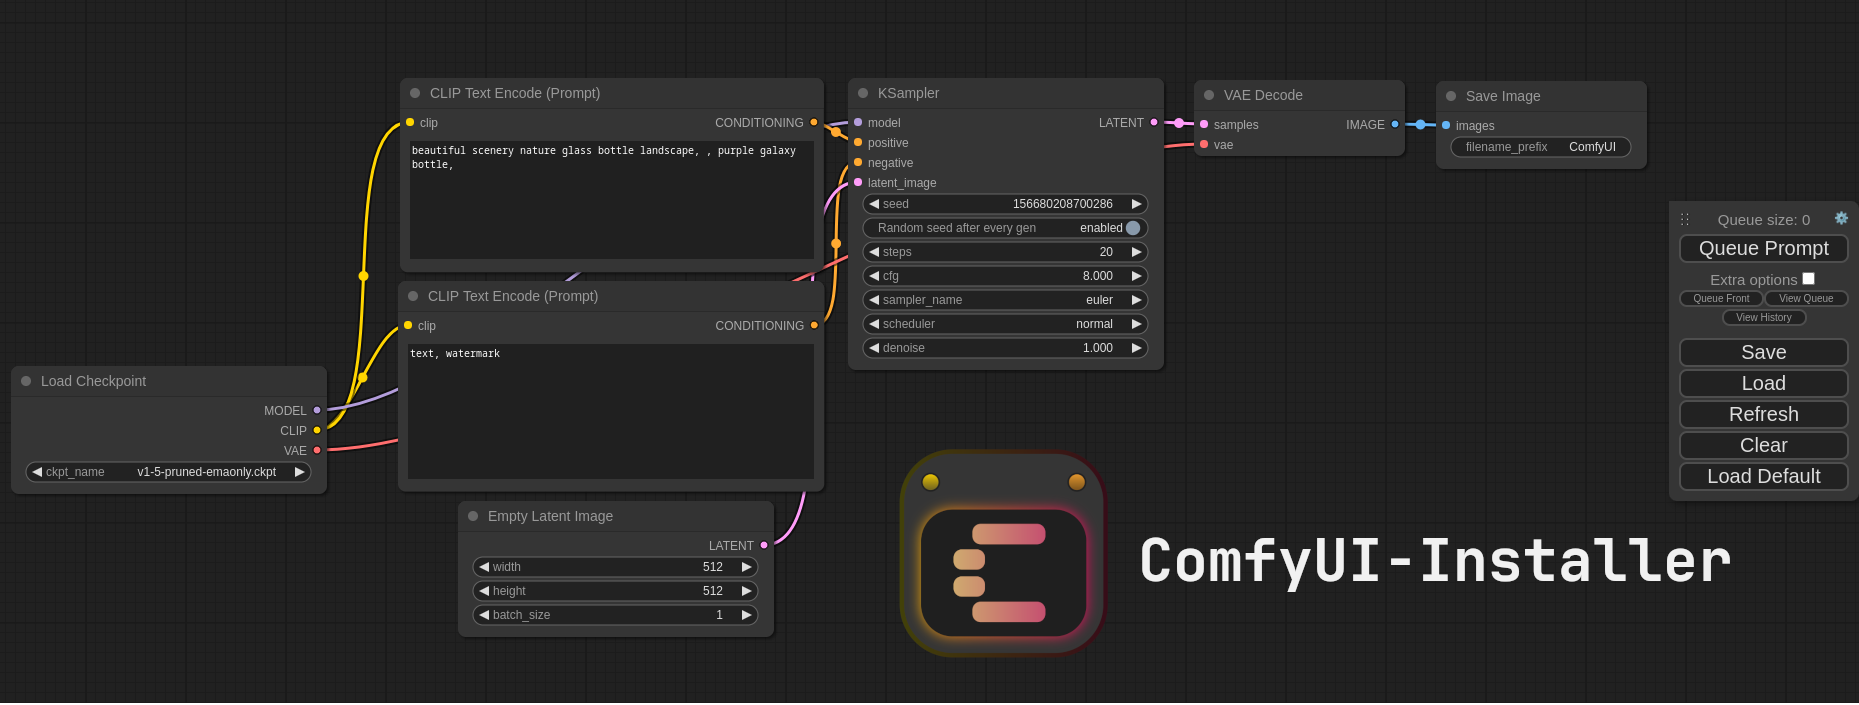 CLIP Text Encode (Prompt)
clip
CONDITIONING
beautiful scenery nature glass bottle landscape, , purple galaxy
bottle,
CLIP Text Encode (Prompt)
clip
CONDITIONING
text, watermark
Load Checkpoint
MODEL
CLIP
VAE
ckpt_name v1-5-pruned-emaonly.ckpt
Empty Latent Image
LATENT
width 512
height 512
batch_size 1
KSampler
model
LATENT
positive
negative
latent_image
seed 156680208700286
Random seed after every gen enabled
steps 20
cfg 8.000
sampler_name euler
scheduler normal
denoise 1.000
VAE Decode
samples
IMAGE
vae
Save Image
images
filename_prefix ComfyUI
Queue size: 0
Queue Prompt
Extra options
Queue Front View Queue
View History
Save
Load
Refresh
Clear
Load Default
ComfyUI-Installer